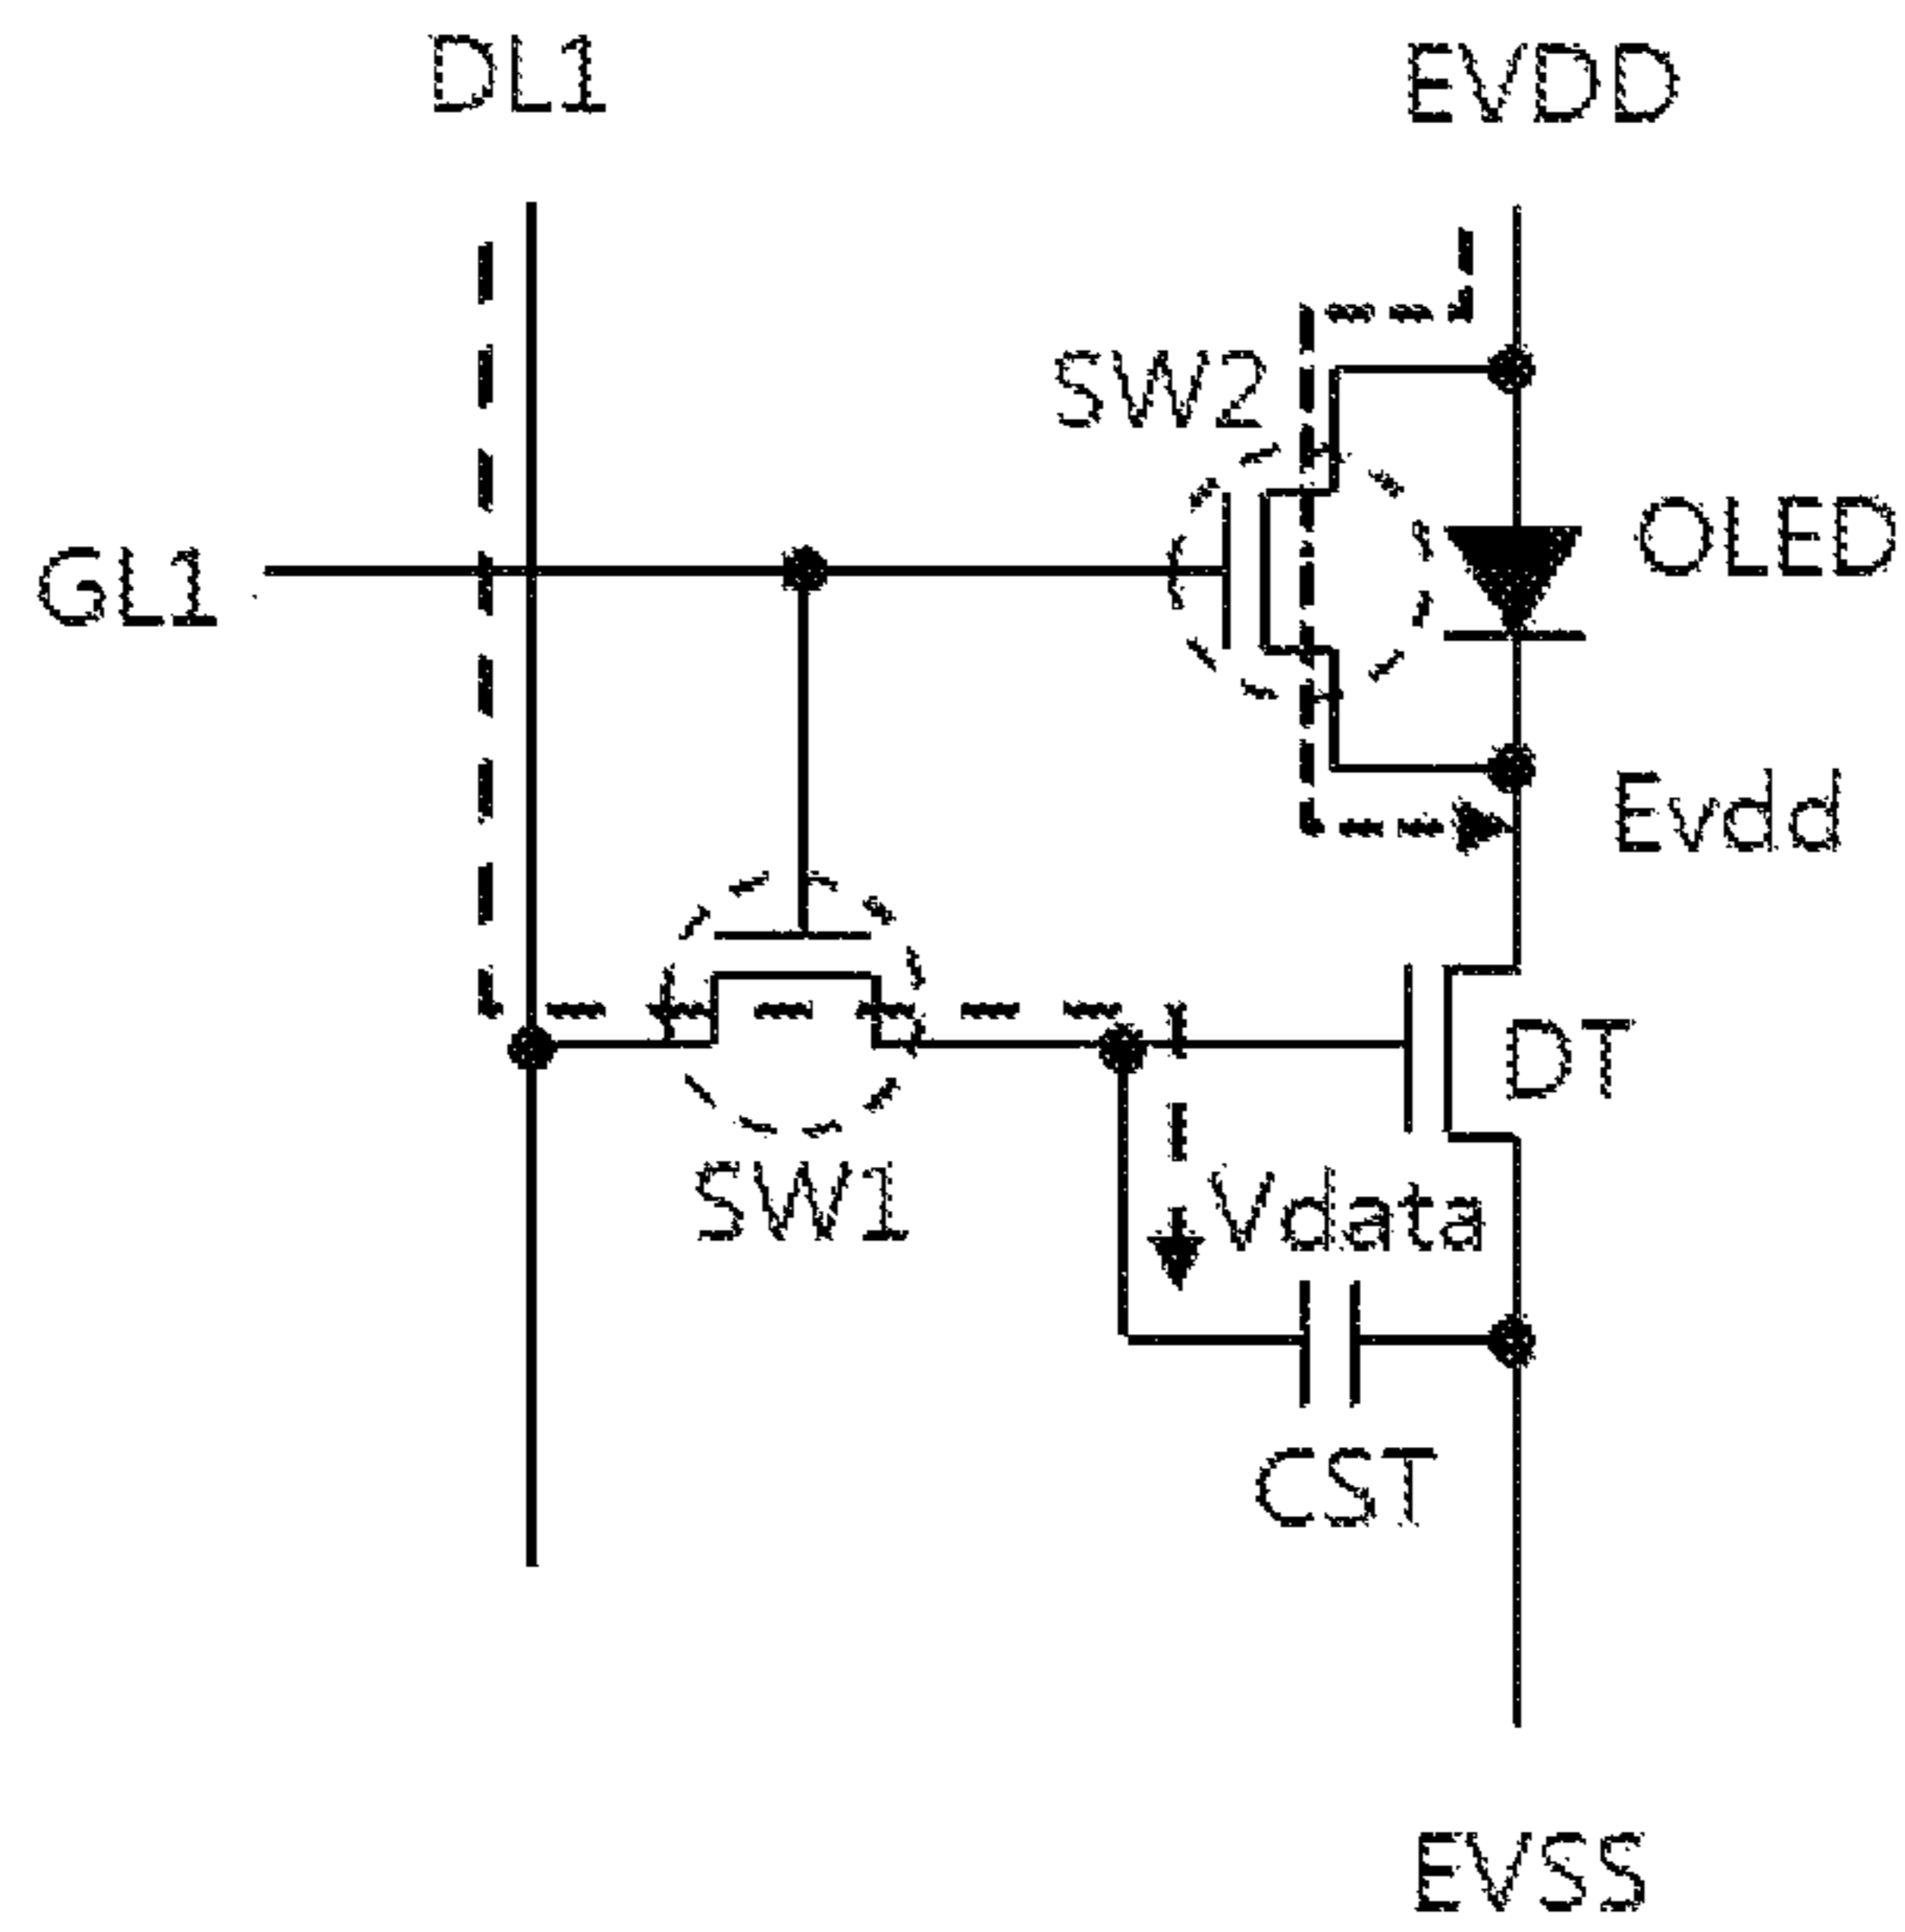 DL1
EVDD
SW2
OLED
GL1
Evdd
DT
SW1
Vdata
CST
EVSS